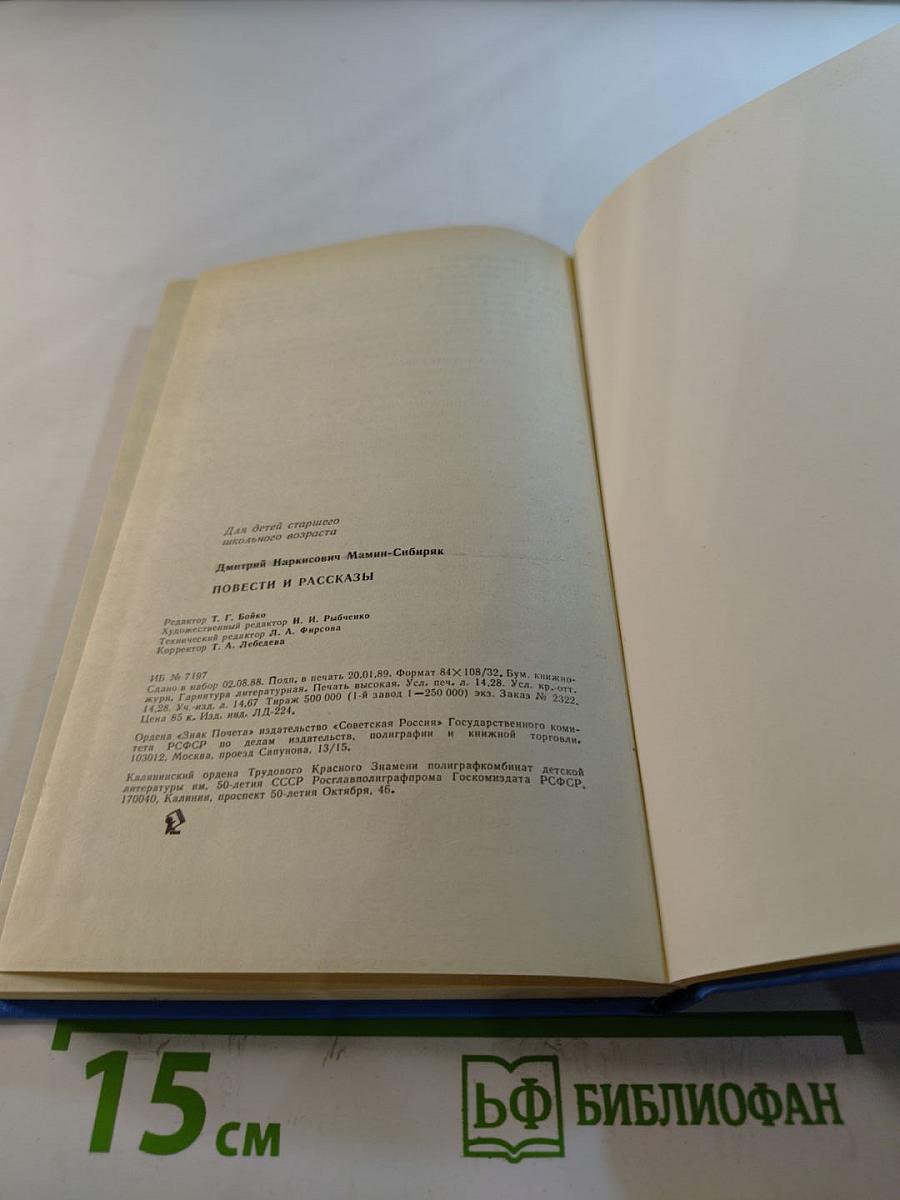 Для детей старшего
школьного возраста
Дмитрий Наркисович Мамин-Сибиряк
ПОВЕСТИ И РАССКАЗЫ
Редактор Т. Г. Бойко
Художественный редактор И. И. Рыбченко
Технический редактор Л. А. Фирсова
Корректор Т. А. Лебедева
ИБ № 7197
Сдано в набор 02.08.88. Подп. в печать 20.01.89. Формат 84×108/32. Бум. книжно-
журн. Гарнитура литературная. Печать высокая. Усл. печ. л. 14,28. Усл. кр.-отт.
14,28. Уч.-изд. л. 14,67 Тираж 500 000 (1-й завод 1—250 000) экз. Заказ № 2322.
Цена 85 к. Изд. инд. ЛД-224.
Ордена «Знак Почета» издательство «Советская Россия» Государственного коми-
тета РСФСР по делам издательств, полиграфии и книжной торговли.
103012, Москва, проезд Сапунова, 13/15.
Калининский ордена Трудового Красного Знамени полиграфкомбинат детской
литературы им. 50-летия СССР Росглавполиграфпрома Госкомиздата РСФСР.
170040, Калинин, проспект 50-летия Октября, 46.
15 см
БФ БИБЛИОФАН